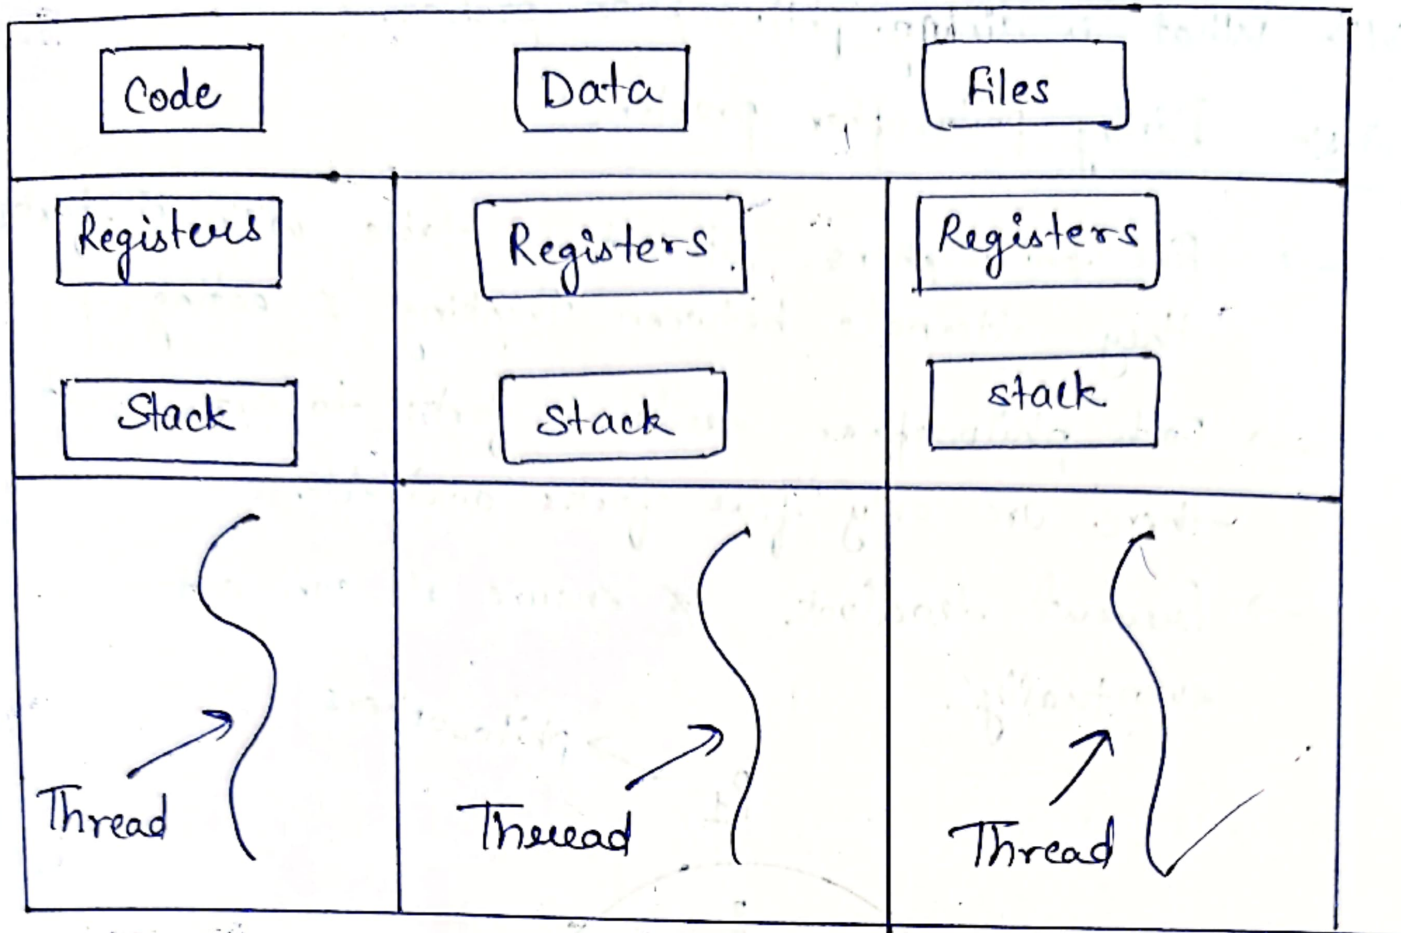 Code Data Files
Registers Registers Registers
Stack Stack stack
Thread Thread Thread